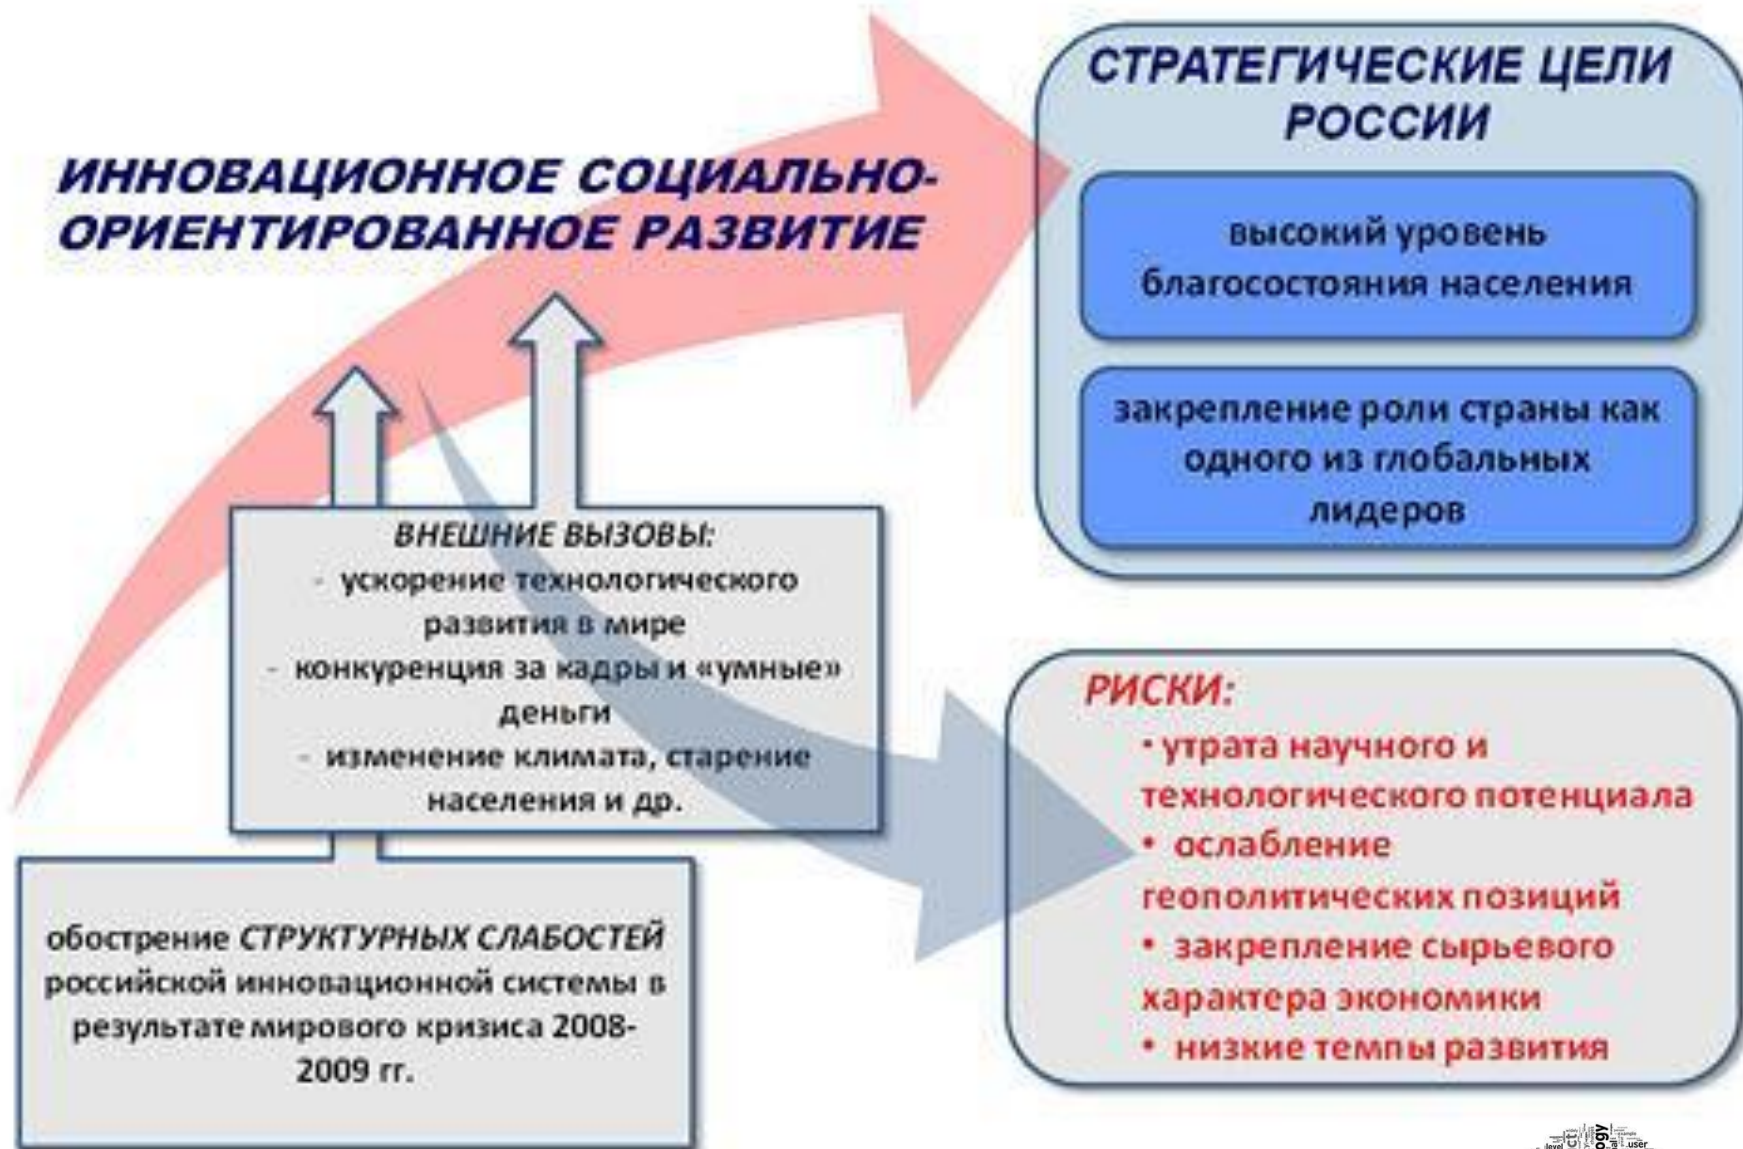 СТРАТЕГИЧЕСКИЕ ЦЕЛИ
РОССИИ
ИННОВАЦИОННОЕ СОЦИАЛЬНО-
ОРИЕНТИРОВАННОЕ РАЗВИТИЕ
высокий уровень
благосостояния населения
закрепление роли страны как
одного из глобальных
лидеров
ВНЕШНИЕ ВЫЗОВЫ:
- ускорение технологического
развития в мире
- конкуренция за кадры и «умные»
деньги
- изменение климата, старение
населения и др.
РИСКИ:
• утрата научного и
технологического потенциала
• ослабление
геополитических позиций
• закрепление сырьевого
характера экономики
• низкие темпы развития
обострение СТРУКТУРНЫХ СЛАБОСТЕЙ
российской инновационной системы в
результате мирового кризиса 2008-
2009 гг.
level
user